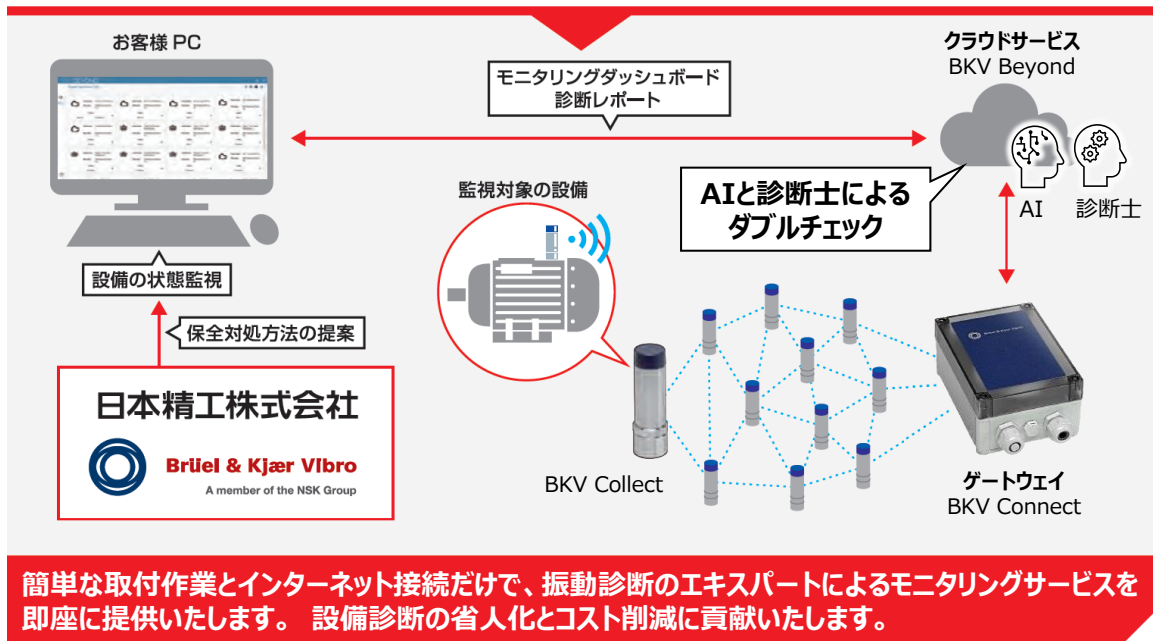 お客様 PC
クラウドサービス
BKV Beyond
モニタリングダッシュボード
診断レポート
監視対象の設備
AIと診断士による
ダブルチェック
AI
診断士
設備の状態監視
保全対処方法の提案
日本精工株式会社
Brüel & Kjær Vibro
A member of the NSK Group
BKV Collect
Brüel & Kjær Vibro
ゲートウェイ
BKV Connect
簡単な取付作業とインターネット接続だけで、振動診断のエキスパートによるモニタリングサービスを
即座に提供いたします。 設備診断の省人化とコスト削減に貢献いたします。